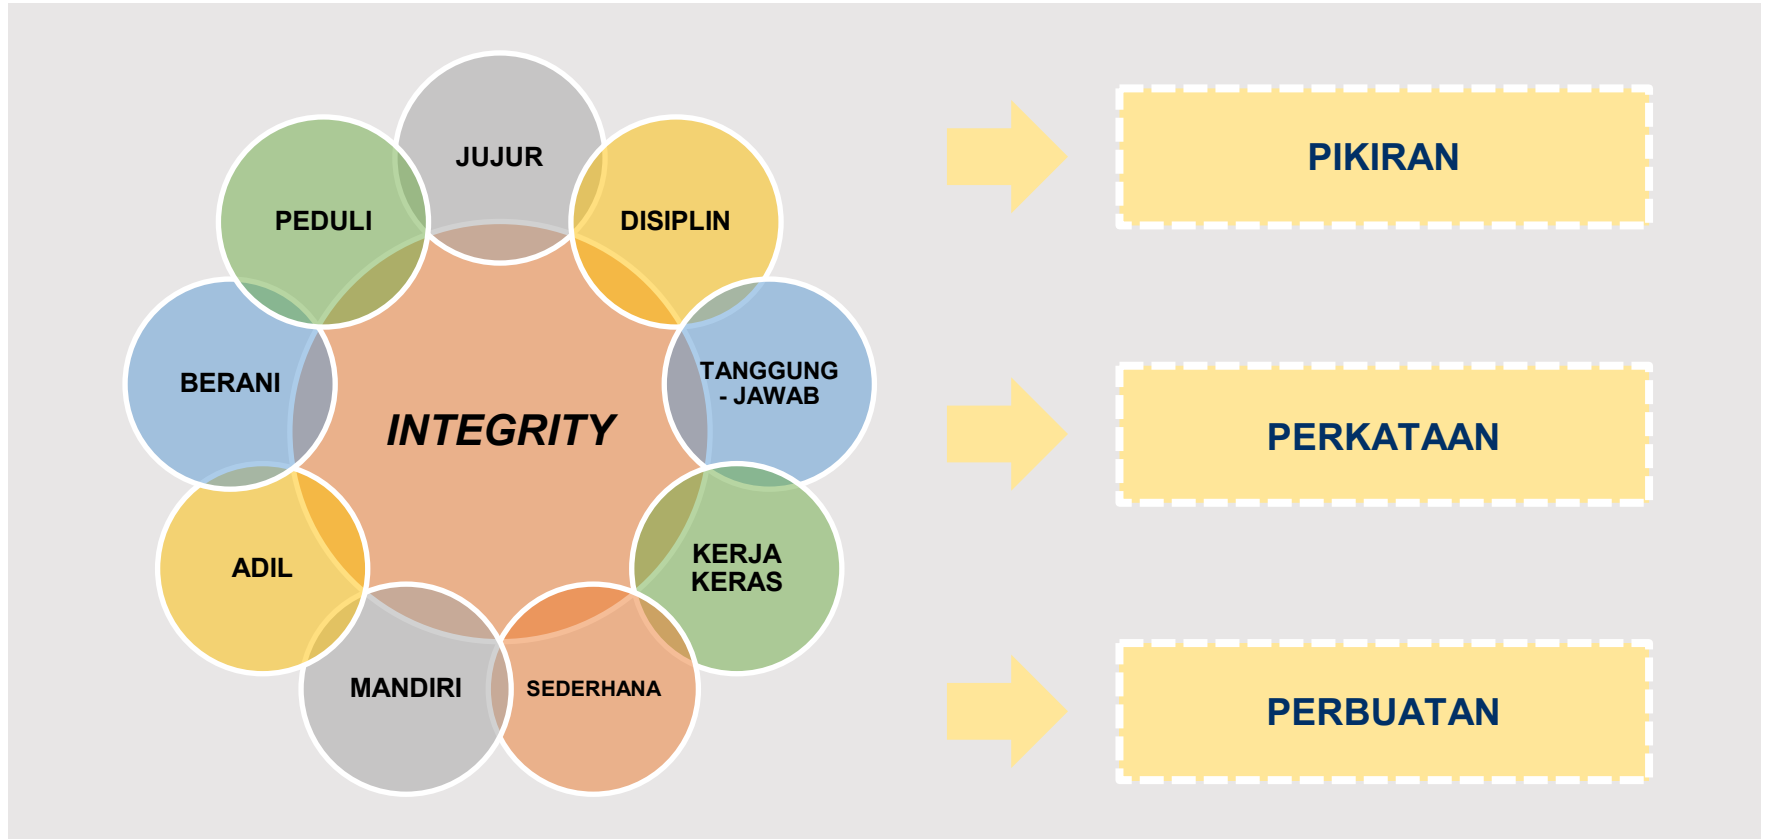 JUJUR
DISIPLIN
TANGGUNG
- JAWAB
KERJA
KERAS
SEDERHANA
MANDIRI
ADIL
BERANI
PEDULI
INTEGRITY
PIKIRAN
PERKATAAN
PERBUATAN